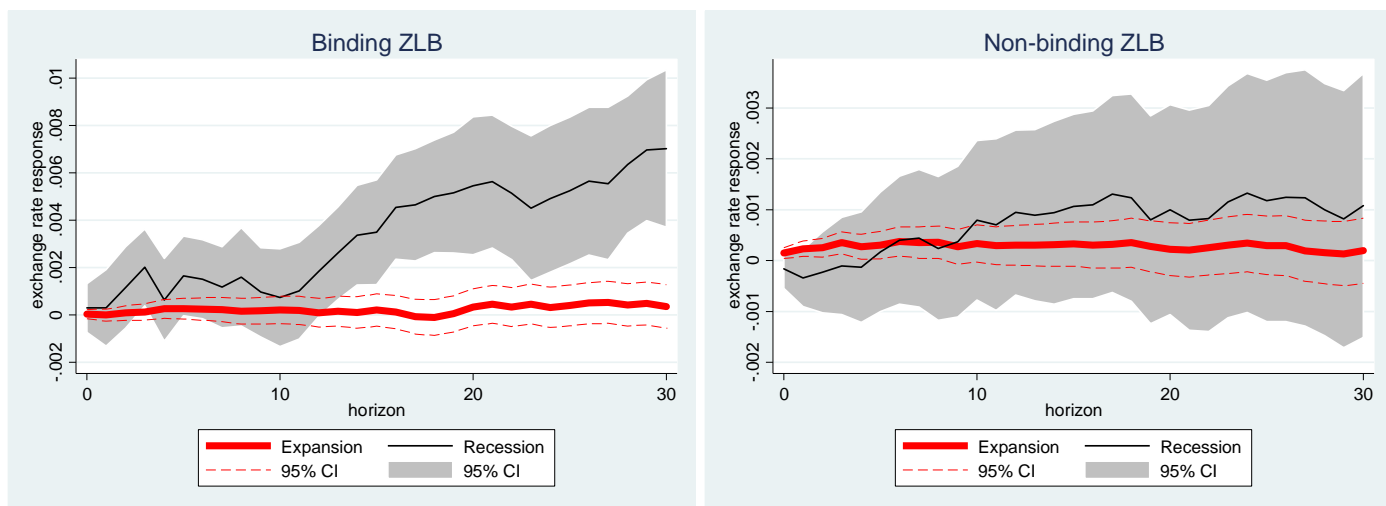 Binding ZLB
exchange rate response
-.002
0
.002
.004
.006
.008
.01
0
10
20
30
horizon
Expansion
Recession
95% CI
95% CI
Non-binding ZLB
exchange rate response
-.002
-.001
0
.001
.002
.003
0
10
20
30
horizon
Expansion
Recession
95% CI
95% CI